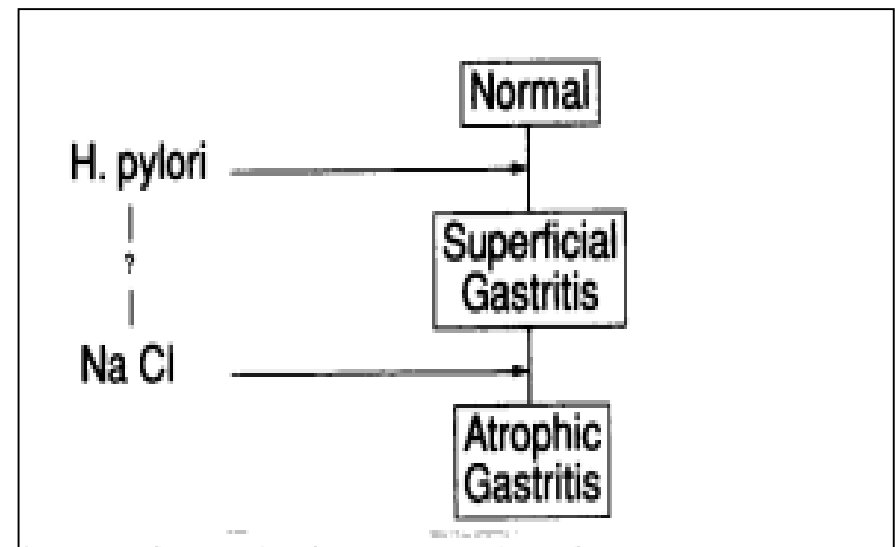 Normal
H. pylori
?
Superficial
Gastritis
Na Cl
Atrophic
Gastritis